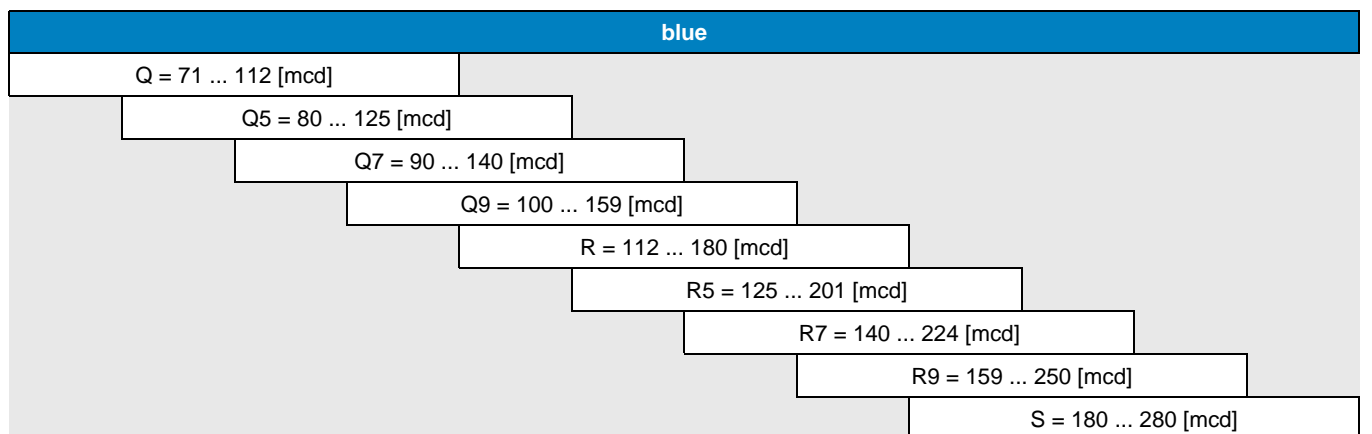 blue
Q = 71 ... 112 [mcd]
Q5 = 80 ... 125 [mcd]
Q7 = 90 ... 140 [mcd]
Q9 = 100 ... 159 [mcd]
R = 112 ... 180 [mcd]
R5 = 125 ... 201 [mcd]
R7 = 140 ... 224 [mcd]
R9 = 159 ... 250 [mcd]
S = 180 ... 280 [mcd]